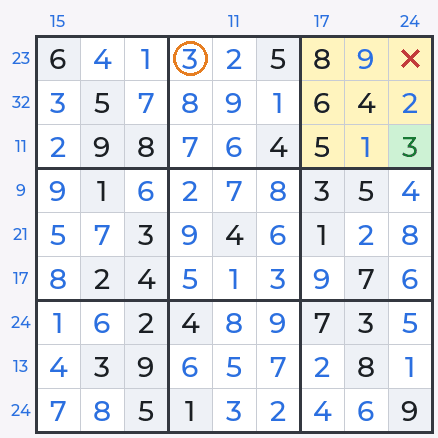 15 11 17 24
23 6 4 1 3 2 5 8 9
32 3 5 7 8 9 1 6 4 2
11 2 9 8 7 6 4 5 1 3
9 9 1 6 2 7 8 3 5 4
21 5 7 3 9 4 6 1 2 8
17 8 2 4 5 1 3 9 7 6
24 1 6 2 4 8 9 7 3 5
13 4 3 9 6 5 7 2 8 1
24 7 8 5 1 3 2 4 6 9